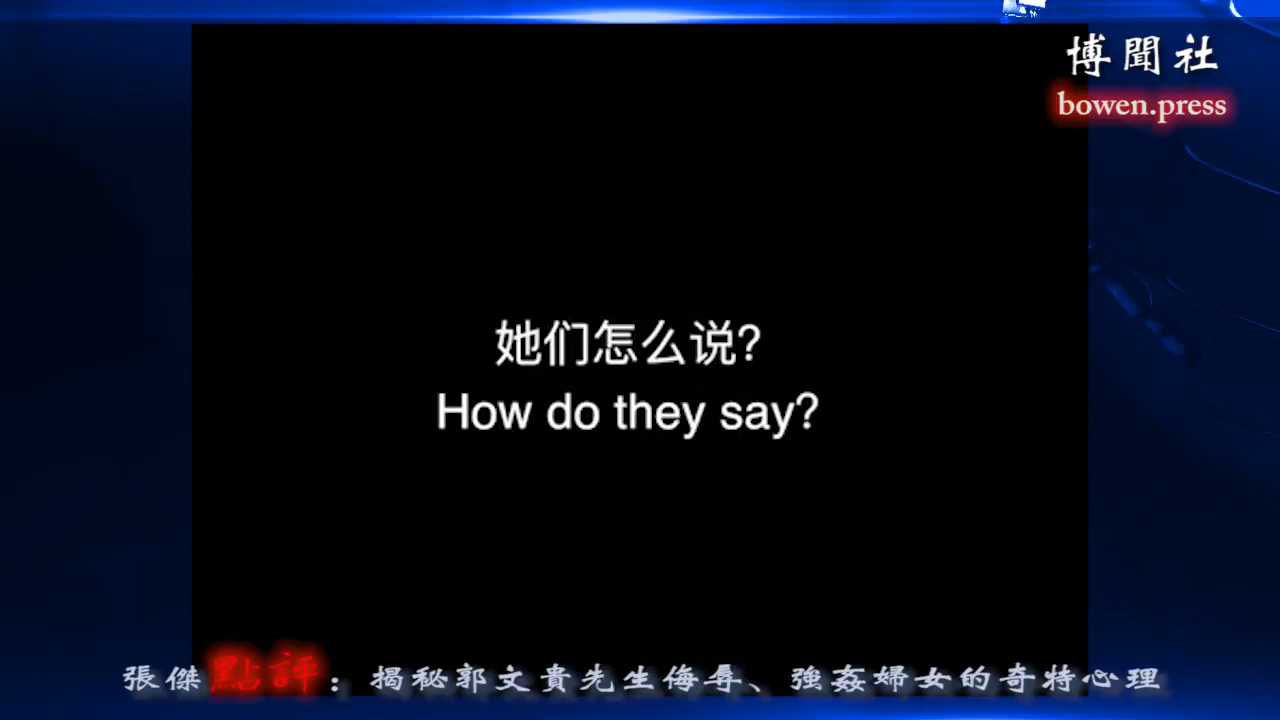 博聞社
bowen.press
她们怎么说?
How do they say?
張傑點評：揭秘郭文貴先生侮辱、強姦婦女的奇特心理